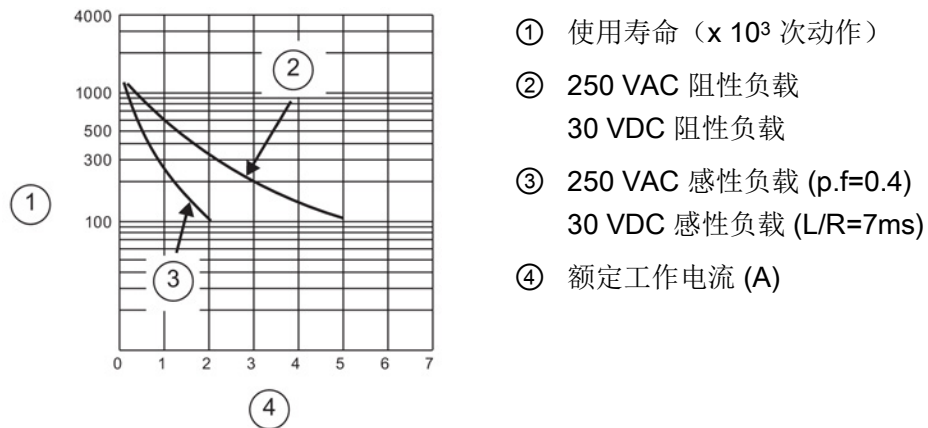 4000
1000
500
300
100
0 1 2 3 4 5 6 7
①
②
③
④
① 使用寿命（x 10³ 次动作）
② 250 VAC 阻性负载
30 VDC 阻性负载
③ 250 VAC 感性负载 (p.f=0.4)
30 VDC 感性负载 (L/R=7ms)
④ 额定工作电流 (A)